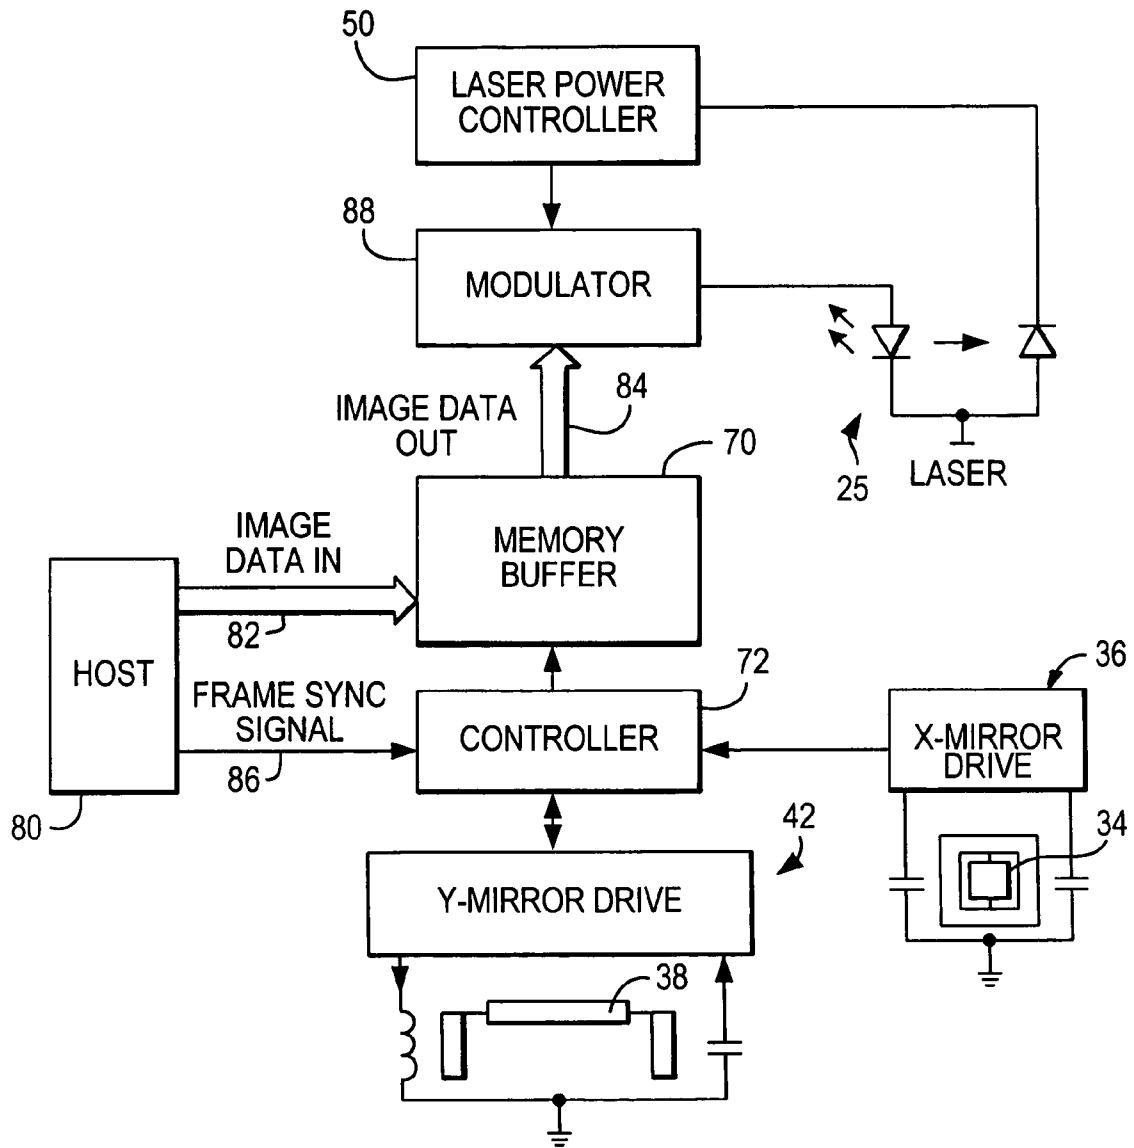 50
LASER POWER
CONTROLLER
88
MODULATOR
IMAGE DATA
OUT
84
25
LASER
70
IMAGE
DATA IN
MEMORY
BUFFER
82
HOST
FRAME SYNC
SIGNAL
86
80
72
CONTROLLER
36
X-MIRROR
DRIVE
34
42
Y-MIRROR DRIVE
38